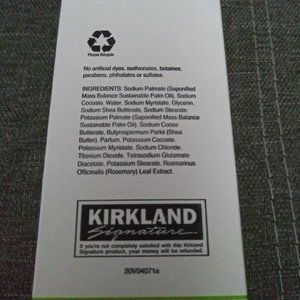 Please Recycle
No artificial dyes, isethionates, betaines,
parabens, phthalates or sulfates.
INGREDIENTS: Sodium Palmate (Saponified
Mass Balance Sustainable Palm Oil), Sodium
Cocoate, Water, Sodium Myristate, Glycerin,
Sodium Shea Butterate, Sodium Stearate,
Potassium Palmitate (Saponified Mass Balance
Sustainable Palm Oil), Sodium Cocoa
Butterate, Butyrospermum Parkii (Shea
Butter), Parfum, Potassium Cocoate,
Potassium Myristate, Sodium Chloride,
Titanium Dioxide, Tetrasodium Glutamate
Diacetate, Potassium Stearate, Rosmarinus
Officinalis (Rosemary) Leaf Extract.
KIRKLAND
Signature
If you're not completely satisfied with this Kirkland
Signature product, your money will be refunded.
20V04071a